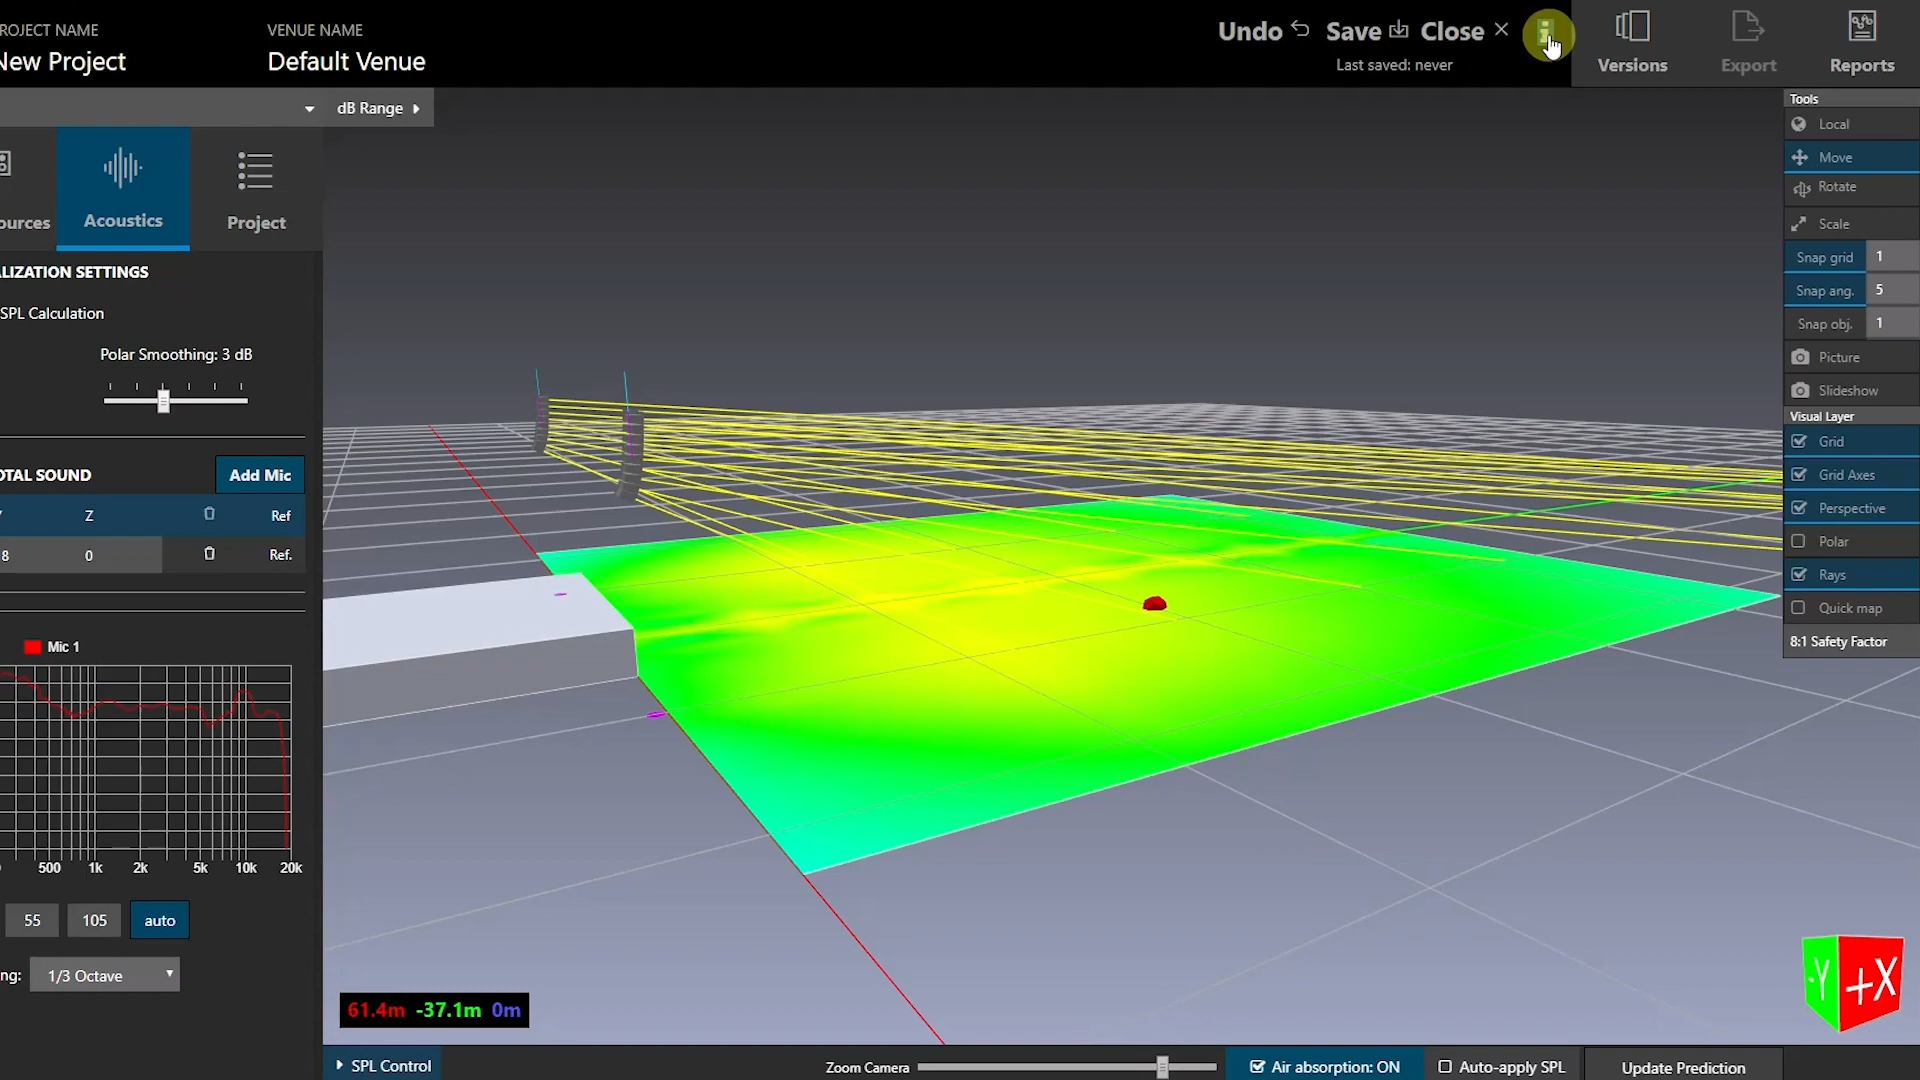 ROJECT NAME
New Project
VENUE NAME
Default Venue
Undo
Save
Close
Last saved: never
Versions
Export
Reports
dB Range
ources
Acoustics
Project
LIZATION SETTINGS
SPL Calculation
Polar Smoothing: 3 dB
OTAL SOUND
Add Mic
Z
Ref
8
0
Ref.
Mic 1
500 1k 2k 5k 10k 20k
55
105
auto
ng:
1/3 Octave
Tools
Local
Move
Rotate
Scale
Snap grid 1
Snap ang. 5
Snap obj. 1
Picture
Slideshow
Visual Layer
Grid
Grid Axes
Perspective
Polar
Rays
Quick map
8:1 Safety Factor
-Y +X
61.4m -37.1m 0m
SPL Control
Zoom Camera
Air absorption: ON
Auto-apply SPL
Update Prediction